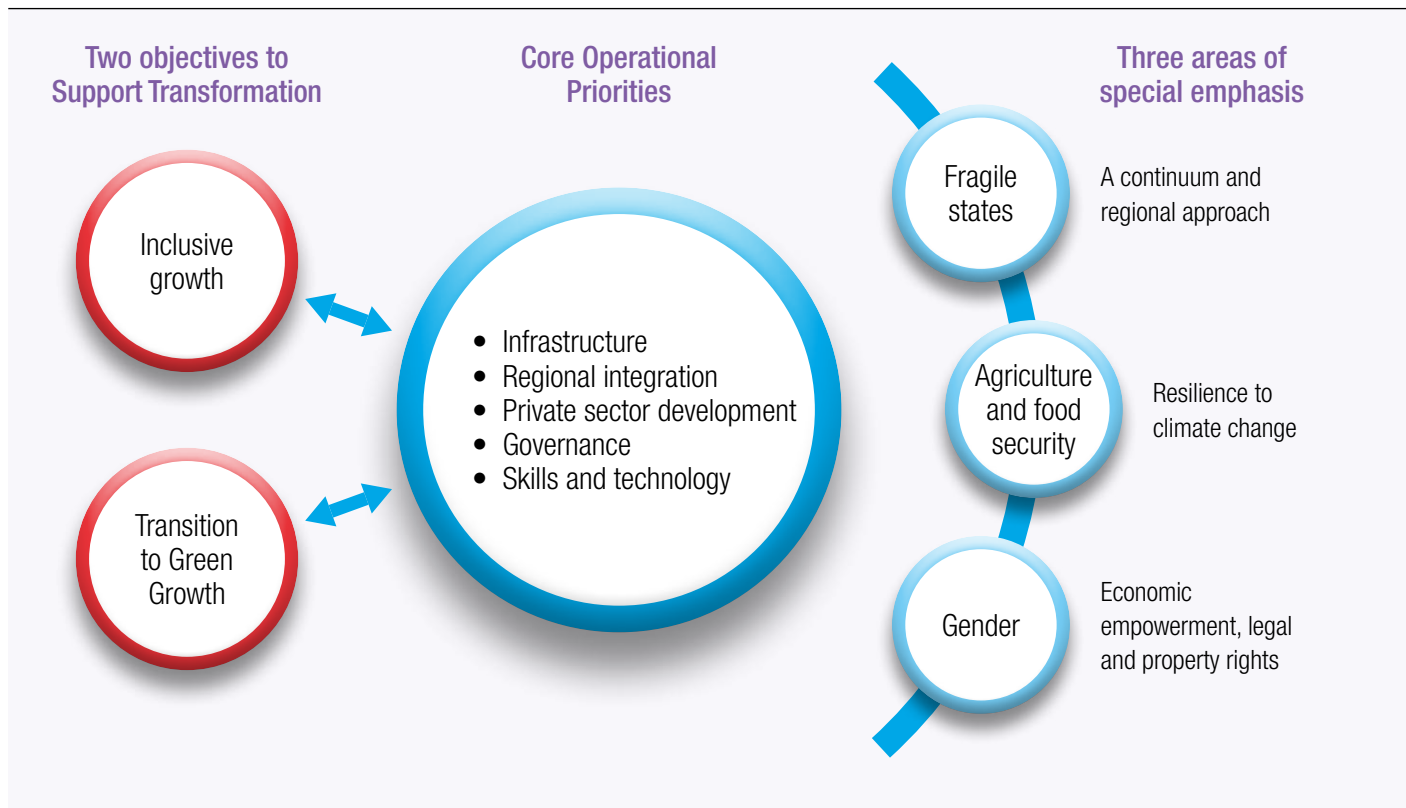 Two objectives to
Support Transformation
Inclusive
growth
Transition
to Green
Growth
Core Operational
Priorities
• Infrastructure
• Regional integration
• Private sector development
• Governance
• Skills and technology
Three areas of
special emphasis
Fragile
states
A continuum and
regional approach
Agriculture
and food
security
Resilience to
climate change
Gender
Economic
empowerment, legal
and property rights